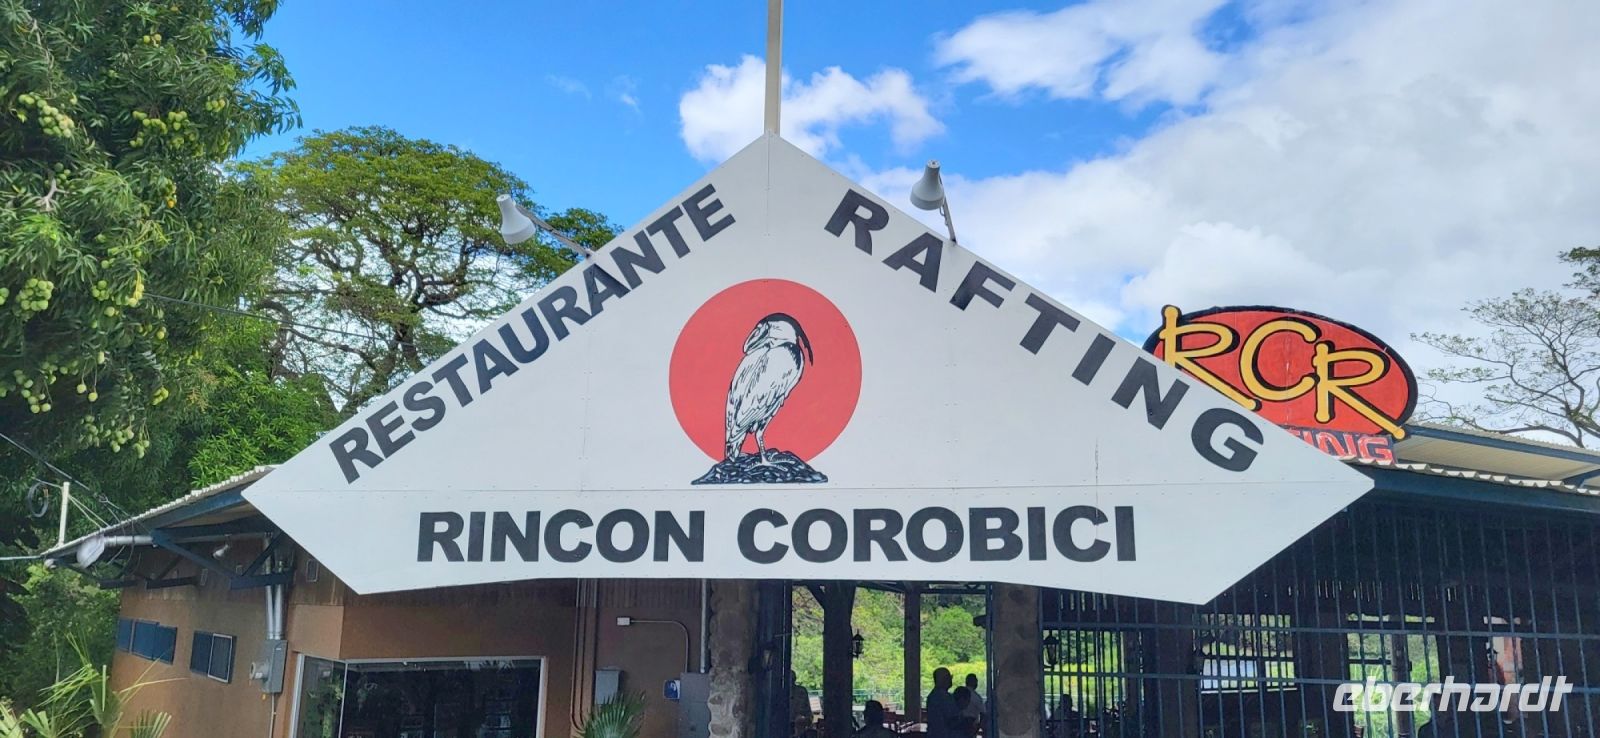 RESTAURANTE
RAFTING
RINCON COROBICI
RCR
eberhardt